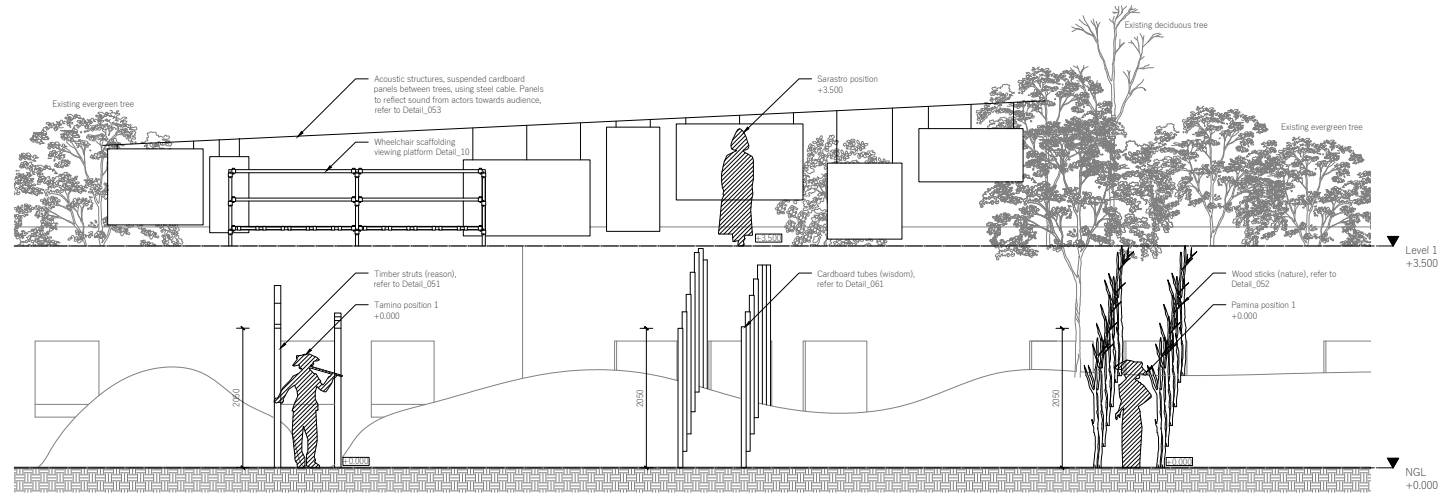 Existing deciduous tree
Acoustic structures, suspended cardboard
panels between trees, using steel cable. Panels
to reflect sound from actors towards audience,
refer to Detail_053
Sarastro position
+3.500
Existing evergreen tree
Existing evergreen tree
Wheelchair scaffolding
viewing platform Detail_10
+3.500
Level 1
+3.500
Timber struts (reason),
refer to Detail_051
Cardboard tubes (wisdom),
refer to Detail_061
Wood sticks (nature), refer to
Detail_052
Tamino position 1
+0.000
Pamina position 1
+0.000
2050
2050
2050
+0.000
+0.000
NGL
+0.000